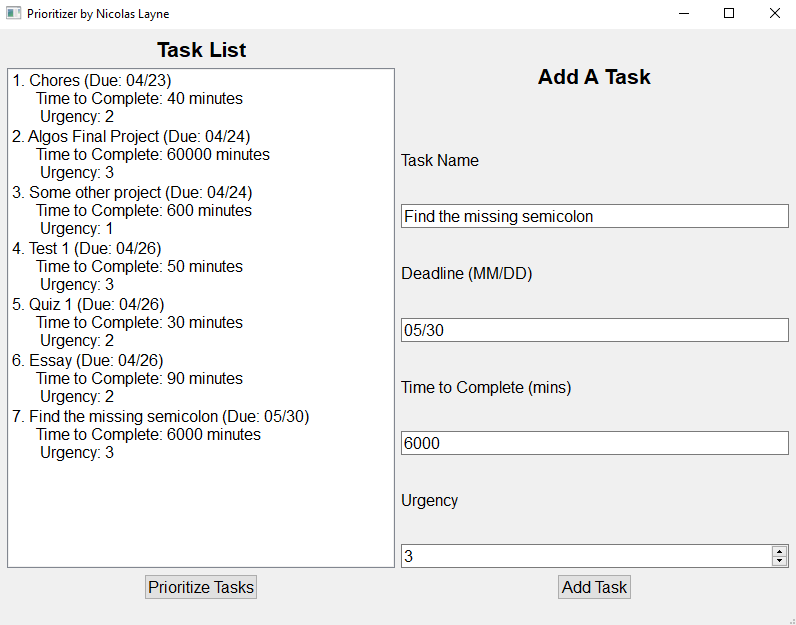 Prioritizer by Nicolas Layne
Task List
1. Chores (Due: 04/23)
Time to Complete: 40 minutes
Urgency: 2
2. Algos Final Project (Due: 04/24)
Time to Complete: 60000 minutes
Urgency: 3
3. Some other project (Due: 04/24)
Time to Complete: 600 minutes
Urgency: 1
4. Test 1 (Due: 04/26)
Time to Complete: 50 minutes
Urgency: 3
5. Quiz 1 (Due: 04/26)
Time to Complete: 30 minutes
Urgency: 2
6. Essay (Due: 04/26)
Time to Complete: 90 minutes
Urgency: 2
7. Find the missing semicolon (Due: 05/30)
Time to Complete: 6000 minutes
Urgency: 3
Prioritize Tasks
Add A Task
Task Name
Find the missing semicolon
Deadline (MM/DD)
05/30
Time to Complete (mins)
6000
Urgency
3
Add Task